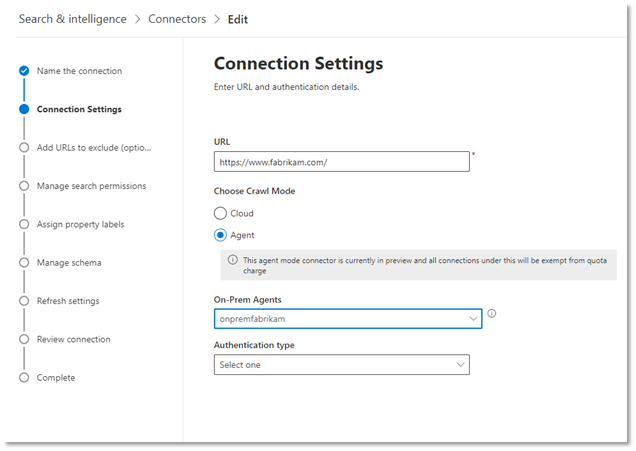 Search & intelligence > Connectors > Edit
Name the connection
Connection Settings
Add URLs to exclude (optio...
Manage search permissions
Assign property labels
Manage schema
Refresh settings
Review connection
Complete
Connection Settings
Enter URL and authentication details.
URL
https://www.fabrikam.com/ *
Choose Crawl Mode
Cloud
Agent
This agent mode connector is currently in preview and all connections under this will be exempt from quota
charge
On-Prem Agents
onpremfabrikam
Authentication type
Select one